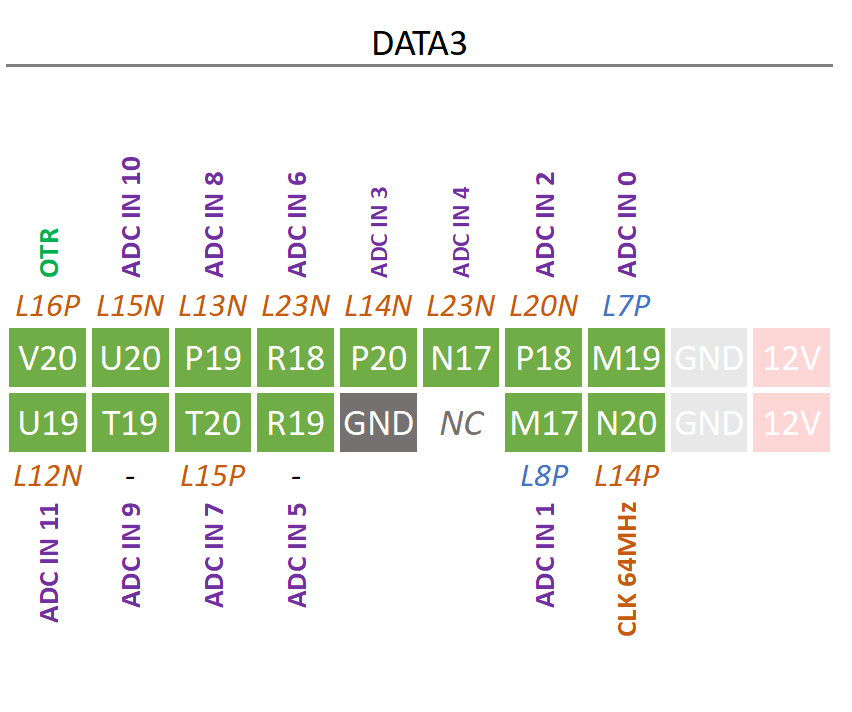 DATA3
OTR ADC IN 10 ADC IN 8 ADC IN 6 ADC IN 3 ADC IN 4 ADC IN 2 ADC IN 0
L16P L15N L13N L23N L14N L23N L20N L7P
V20 U20 P19 R18 P20 N17 P18 M19 GND 12V
U19 T19 T20 R19 GND NC M17 N20 GND 12V
L12N - L15P - L8P L14P
ADC IN 11 ADC IN 9 ADC IN 7 ADC IN 5 ADC IN 1 CLK 64MHz